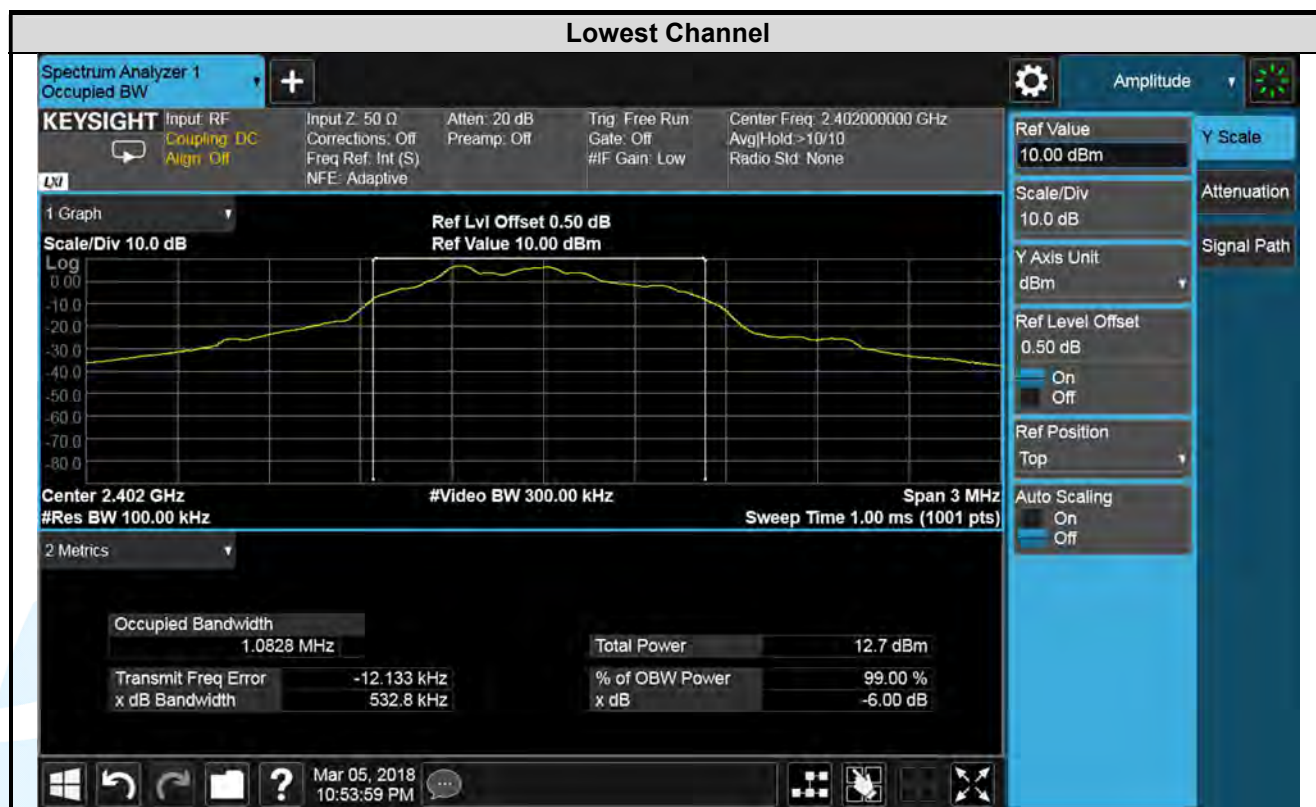 Lowest Channel
Spectrum Analyzer 1
Occupied BW
Amplitude
KEYSIGHT
LXI
Input: RF
Coupling: DC
Align: Off
Input Z: 50 Ω
Corrections: Off
Freq Ref: Int (S)
NFE: Adaptive
Atten: 20 dB
Preamp: Off
Trig: Free Run
Gate: Off
#IF Gain: Low
Center Freq: 2.402000000 GHz
Avg|Hold:>10/10
Radio Std: None
1 Graph
Scale/Div 10.0 dB
Ref Lvl Offset 0.50 dB
Ref Value 10.00 dBm
Log
0.00
-10.0
-20.0
-30.0
-40.0
-50.0
-60.0
-70.0
-80.0
Center 2.402 GHz
#Video BW 300.00 kHz
Span 3 MHz
#Res BW 100.00 kHz
Sweep Time 1.00 ms (1001 pts)
2 Metrics
Occupied Bandwidth
1.0828 MHz
Total Power 12.7 dBm
Transmit Freq Error -12.133 kHz
% of OBW Power 99.00 %
x dB Bandwidth 532.8 kHz
x dB -6.00 dB
Ref Value
10.00 dBm
Scale/Div
10.0 dB
Y Axis Unit
dBm
Ref Level Offset
0.50 dB
On
Off
Ref Position
Top
Auto Scaling
On
Off
Y Scale
Attenuation
Signal Path
?
Mar 05, 2018
10:53:59 PM